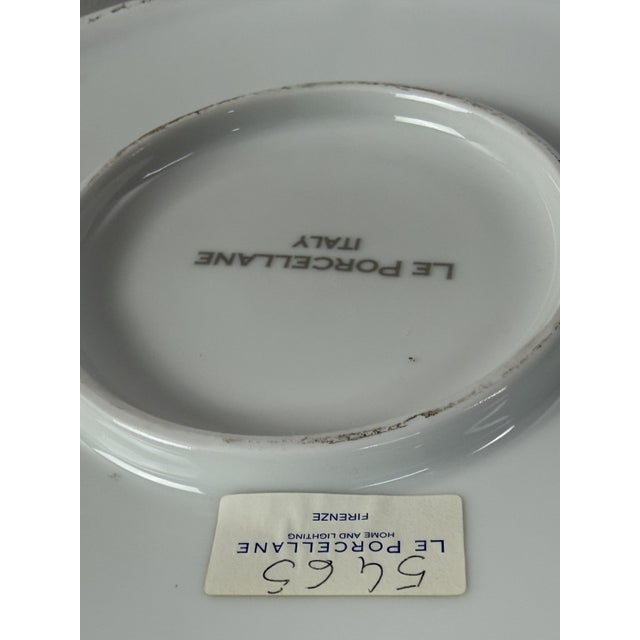 LE PORCELLANE
ITALY
5465
LE PORCELLANE
HOME AND LIGHTING
FIRENZE